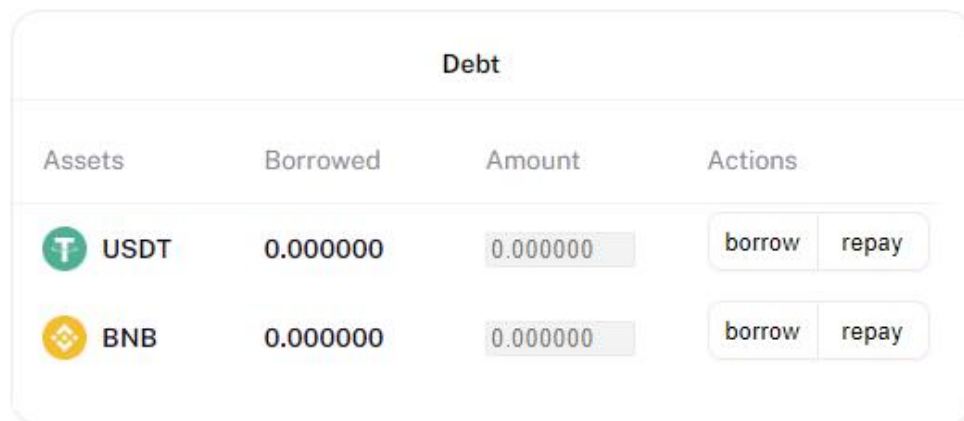 Debt
Assets Borrowed Amount Actions
USDT 0.000000 0.000000 borrow repay
BNB 0.000000 0.000000 borrow repay